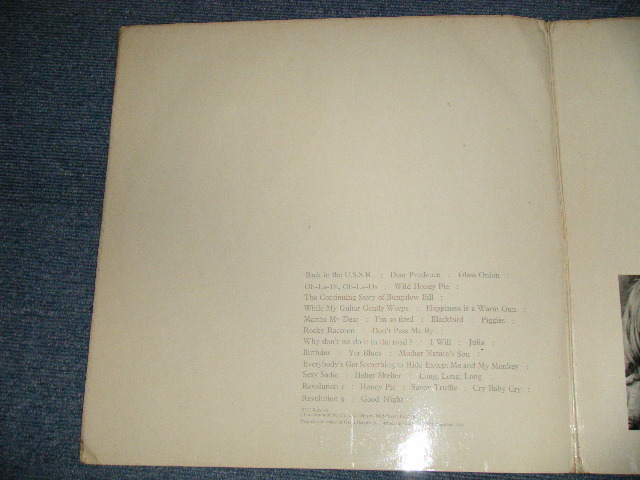 Back in the U.S.S.R. : Dear Prudence : Glass Onion :
Ob-La-Di, Ob-La-Da : Wild Honey Pie :
The Continuing Story of Bungalow Bill :
While My Guitar Gently Weeps : Happiness is a Warm Gun :
Martha My Dear : I'm so tired : Blackbird : Piggies :
Rocky Raccoon : Don't Pass Me By :
Why don't we do it in the road? : I Will : Julia :
Birthday : Yer Blues : Mother Nature's Son :
Everybody's Got Something to Hide Except Me and My Monkey :
Sexy Sadie : Helter Skelter : Long, Long, Long
Revolution 1 : Honey Pie : Savoy Truffle : Cry Baby Cry :
Revolution 9 : Good Night :